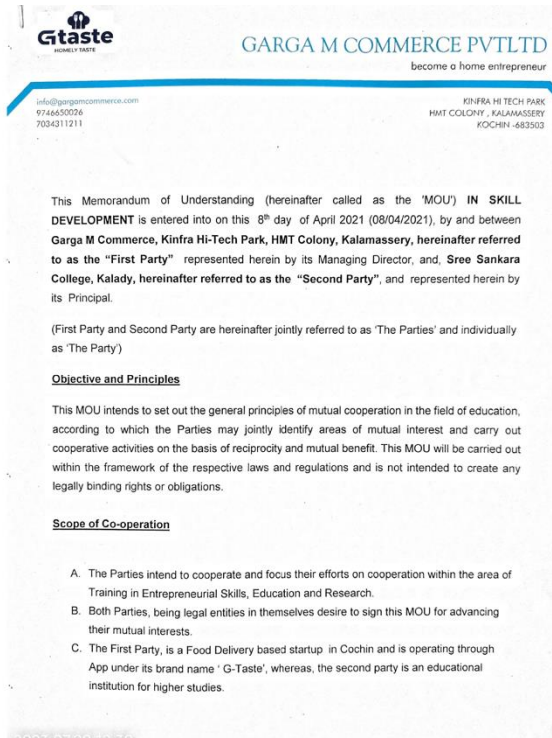 Gtaste
HOMELY TASTE
GARGA M COMMERCE PVTLTD
become a home entrepreneur
info@gargamcommerce.com
9746650026
7034311211
KINFRA HI TECH PARK
HMT COLONY , KALAMASSERY
KOCHIN -683503
This Memorandum of Understanding (hereinafter called as the 'MOU') IN SKILL
DEVELOPMENT is entered into on this 8th day of April 2021 (08/04/2021), by and between
Garga M Commerce, Kinfra Hi-Tech Park, HMT Colony, Kalamassery, hereinafter referred
to as the “First Party” represented herein by its Managing Director, and, Sree Sankara
College, Kalady, hereinafter referred to as the “Second Party”, and represented herein by
its Principal.
(First Party and Second Party are hereinafter jointly referred to as 'The Parties' and individually
as 'The Party')
Objective and Principles
This MOU intends to set out the general principles of mutual cooperation in the field of education,
according to which the Parties may jointly identify areas of mutual interest and carry out
cooperative activities on the basis of reciprocity and mutual benefit. This MOU will be carried out
within the framework of the respective laws and regulations and is not intended to create any
legally binding rights or obligations.
Scope of Co-operation
A. The Parties intend to cooperate and focus their efforts on cooperation within the area of
Training in Entrepreneurial Skills, Education and Research.
B. Both Parties, being legal entities in themselves desire to sign this MOU for advancing
their mutual interests.
C. The First Party, is a Food Delivery based startup in Cochin and is operating through
App under its brand name ' G-Taste', whereas, the second party is an educational
institution for higher studies.